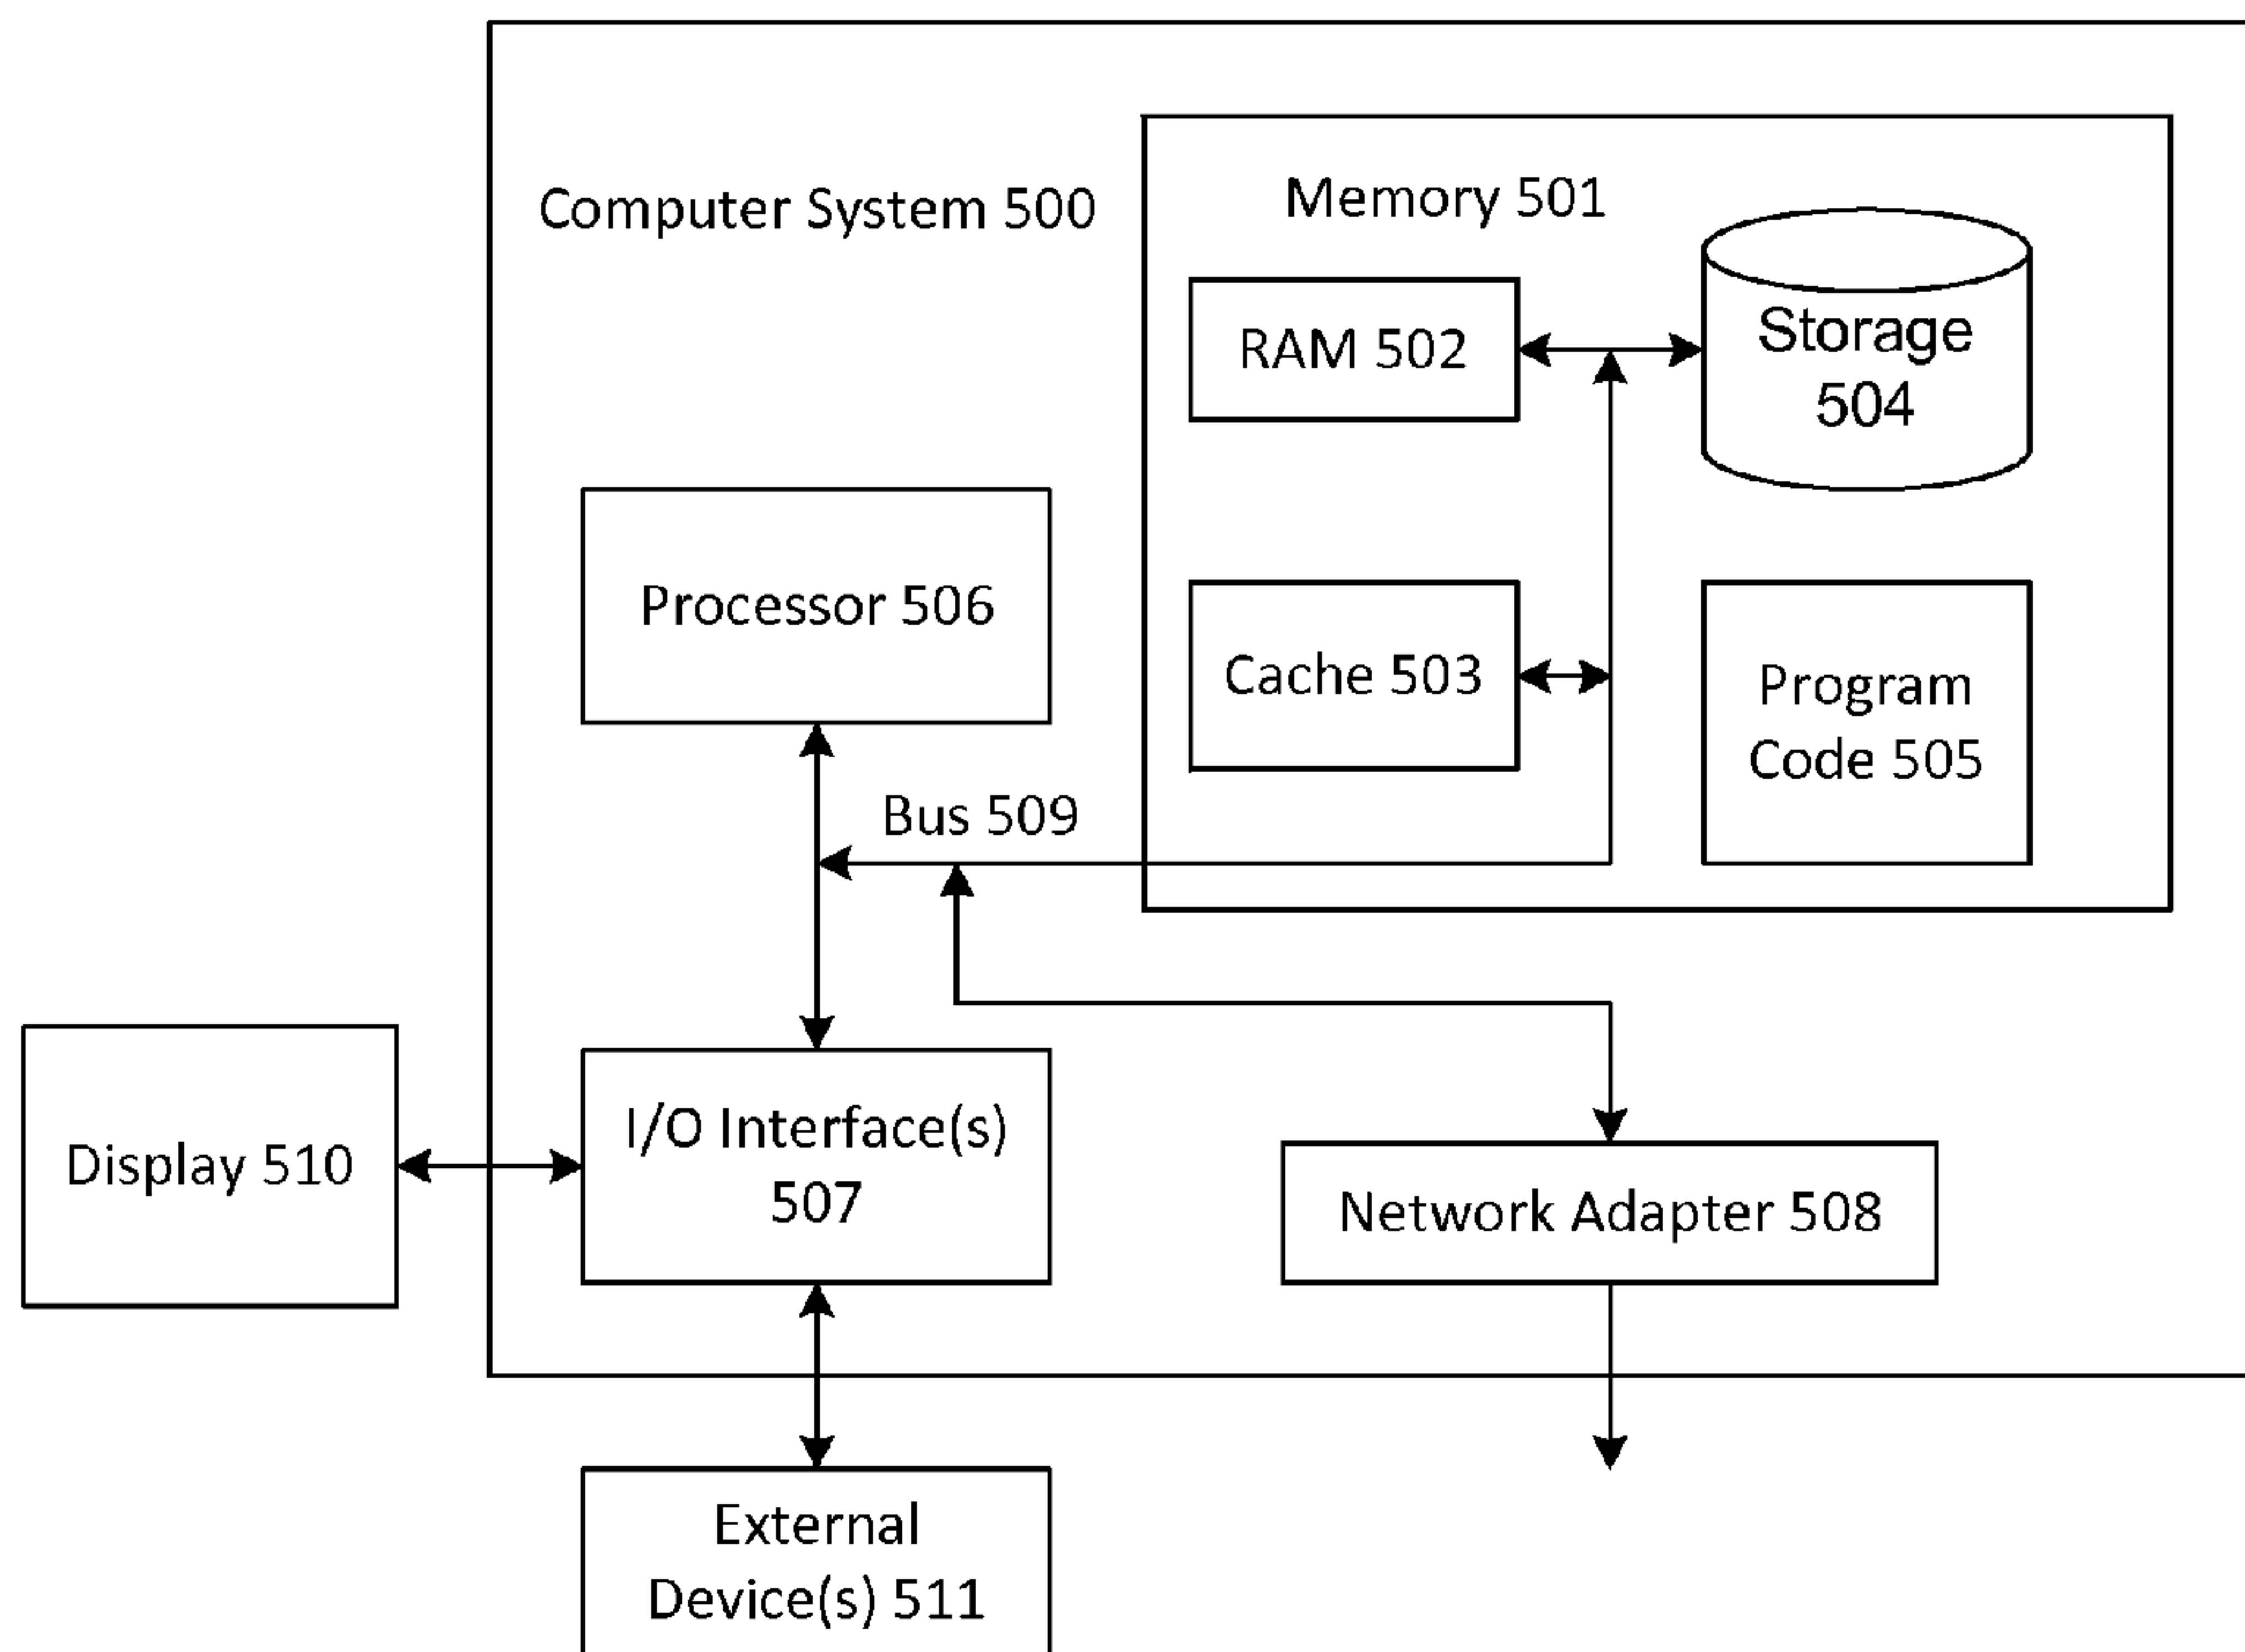 Computer System 500
Memory 501
RAM 502
Storage
504
Processor 506
Cache 503
Program
Code 505
Bus 509
Display 510
I/O Interface(s)
507
Network Adapter 508
External
Device(s) 511